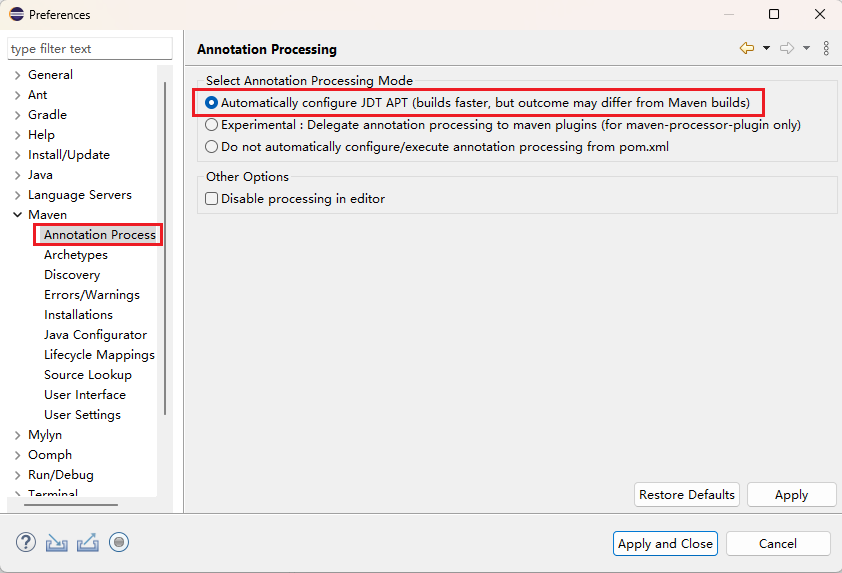 Preferences
type filter text
General
Ant
Gradle
Help
Install/Update
Java
Language Servers
Maven
Annotation Process
Archetypes
Discovery
Errors/Warnings
Installations
Java Configurator
Lifecycle Mappings
Source Lookup
User Interface
User Settings
Mylyn
Oomph
Run/Debug
Terminal
Annotation Processing
Select Annotation Processing Mode
Automatically configure JDT APT (builds faster, but outcome may differ from Maven builds)
Experimental : Delegate annotation processing to maven plugins (for maven-processor-plugin only)
Do not automatically configure/execute annotation processing from pom.xml
Other Options
Disable processing in editor
Restore Defaults
Apply
?
Apply and Close
Cancel